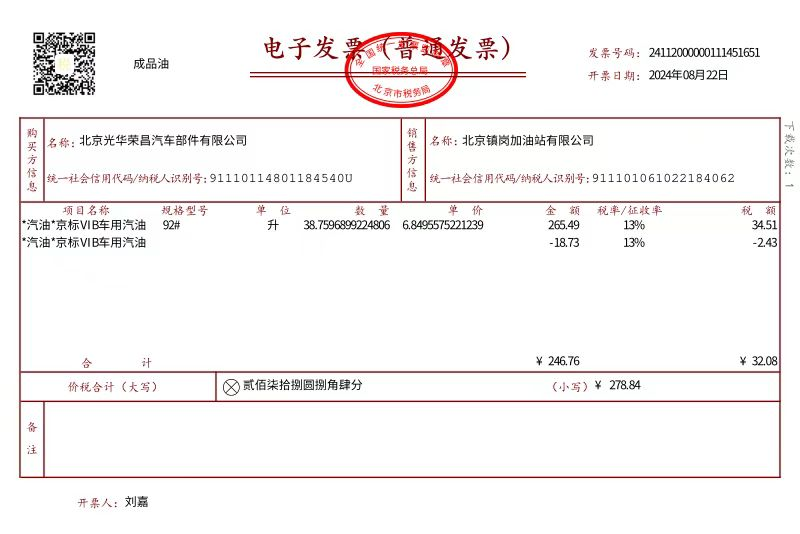 电子发票（普通发票）
成品油
全国统一发票监制章
国家税务总局
北京市税务局
发票号码：24112000000111451651
开票日期：2024年08月22日
购买方信息
名称：北京光华荣昌汽车部件有限公司
统一社会信用代码/纳税人识别号：91110114801184540U
销售方信息
名称：北京镇岗加油站有限公司
统一社会信用代码/纳税人识别号：911101061022184062
下载次数：1
项目名称 规格型号 单位 数量 单价 金额 税率/征收率 税额
*汽油*京标VIB车用汽油 92# 升 38.7596899224806 6.8495575221239 265.49 13% 34.51
*汽油*京标VIB车用汽油 -18.73 13% -2.43
合计 ¥ 246.76 ¥ 32.08
价税合计（大写） 贰佰柒拾捌圆捌角肆分 （小写）¥ 278.84
备注
开票人：刘嘉